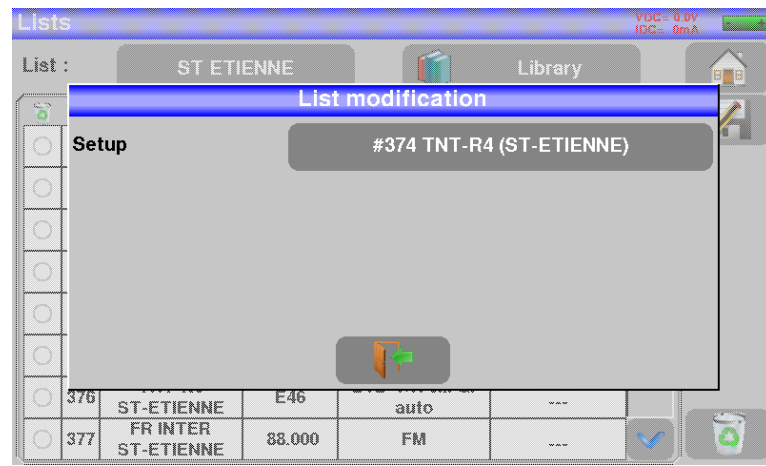 Lists
VDC= 0.0V
IDC= 0mA
List :
ST ETIENNE
Library
List modification
Setup
#374 TNT-R4 (ST-ETIENNE)
376
ST-ETIENNE
E46
auto
---
377
FR INTER
ST-ETIENNE
88.000
FM
---